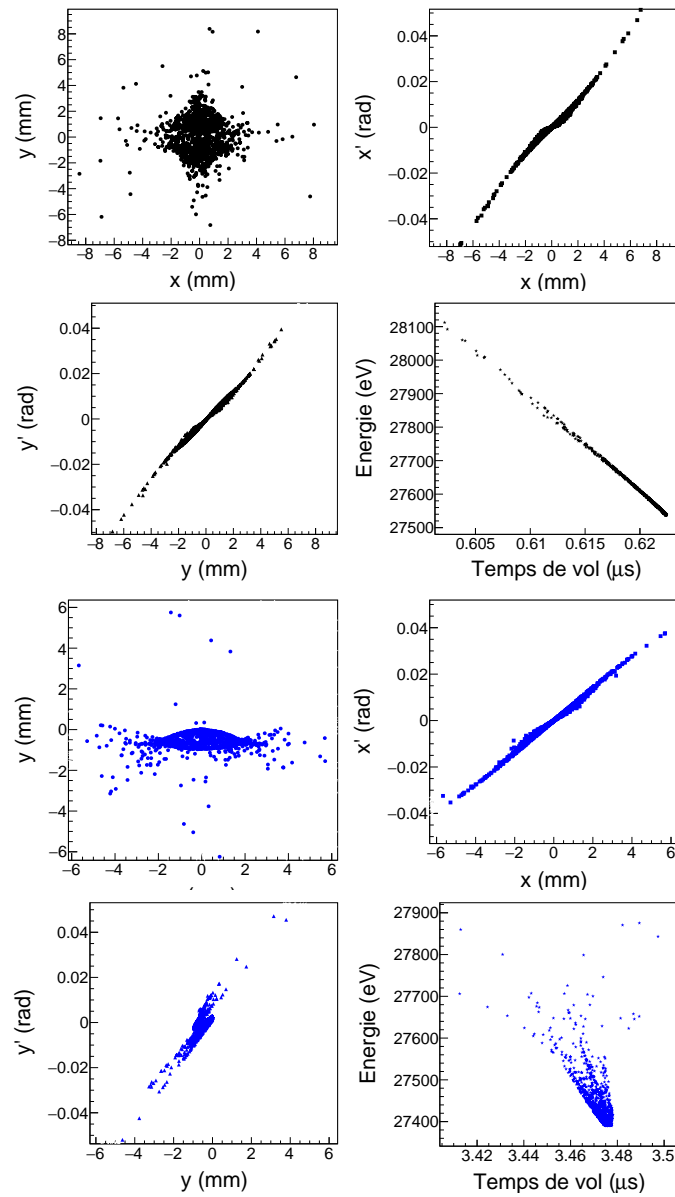 8
6
4
2
0
−2
−4
−6
−8
y (mm)
−8 −6 −4 −2 0 2 4 6 8
x (mm)
0.04
0.02
0
−0.02
−0.04
x' (rad)
−8 −6 −4 −2 0 2 4 6 8
x (mm)
0.04
0.02
0
−0.02
−0.04
y' (rad)
−8 −6 −4 −2 0 2 4 6 8
y (mm)
28100
28000
27900
27800
27700
27600
27500
Energie (eV)
0.605 0.61 0.615 0.62
Temps de vol (μs)
6
4
2
0
−2
−4
−6
y (mm)
−6 −4 −2 0 2 4 6
0.04
0.02
0
−0.02
−0.04
x' (rad)
−6 −4 −2 0 2 4 6
x (mm)
0.04
0.02
0
−0.02
−0.04
y' (rad)
−6 −4 −2 0 2 4 6
y (mm)
27900
27800
27700
27600
27500
27400
Energie (eV)
3.42 3.44 3.46 3.48 3.5
Temps de vol (μs)